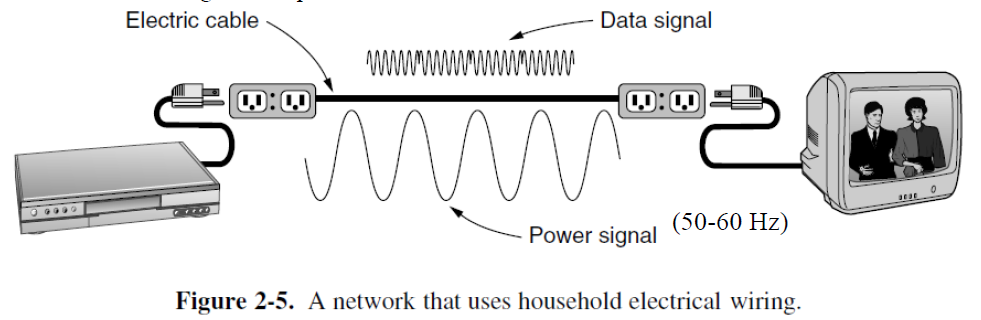 Electric cable
Data signal
Power signal (50-60 Hz)
Figure 2-5. A network that uses household electrical wiring.